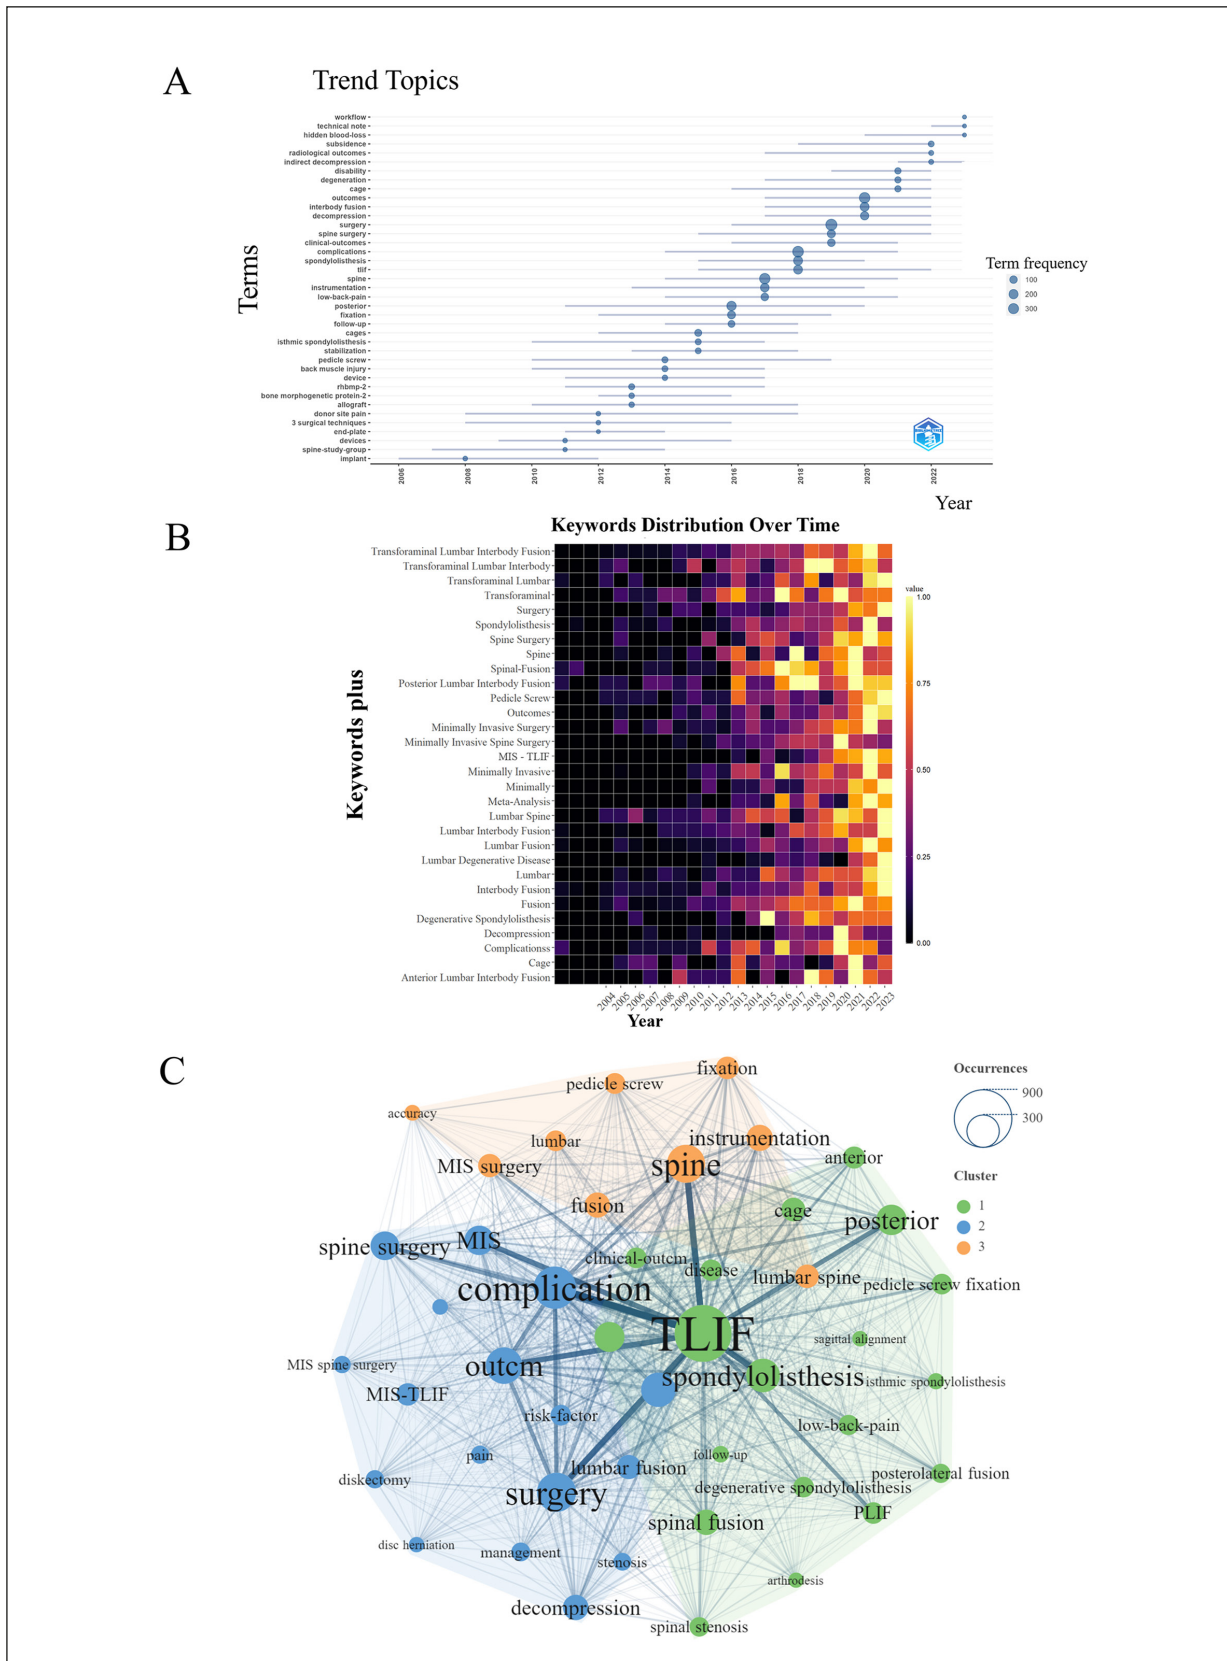 A
Trend Topics
workflow
technical note
hidden blood-loss
subsidence
radiological outcomes
indirect decompression
disability
degeneration
cage
outcomes
interbody fusion
decompression
surgery
spine surgery
clinical-outcomes
complications
spondylolisthesis
tlif
spine
instrumentation
low-back-pain
posterior
fixation
follow-up
cages
isthmic spondylolisthesis
stabilization
pedicle screw
back muscle injury
device
rhbmp-2
bone morphogenetic protein-2
allograft
donor site pain
3 surgical techniques
end-plate
devices
spine-study-group
implant
Terms
Term frequency
100
200
300
2006 2008 2010 2012 2014 2016 2018 2020 2022
Year
B
Keywords Distribution Over Time
Transforaminal Lumbar Interbody Fusion
Transforaminal Lumbar Interbody
Transforaminal Lumbar
Transforaminal
Surgery
Spondylolisthesis
Spine Surgery
Spine
Spinal-Fusion
Posterior Lumbar Interbody Fusion
Pedicle Screw
Outcomes
Minimally Invasive Surgery
Minimally Invasive Spine Surgery
MIS - TLIF
Minimally Invasive
Minimally
Meta-Analysis
Lumbar Spine
Lumbar Interbody Fusion
Lumbar Fusion
Lumbar Degenerative Disease
Lumbar
Interbody Fusion
Fusion
Degenerative Spondylolisthesis
Decompression
Complicationss
Cage
Anterior Lumbar Interbody Fusion
Keywords plus
value
1.00
0.75
0.50
0.25
0.00
2004 2005 2006 2007 2008 2009 2010 2011 2012 2013 2014 2015 2016 2017 2018 2019 2020 2021 2022 2023
Year
C
fixation
pedicle screw
accuracy
lumbar
instrumentation
MIS surgery
spine
anterior
fusion
cage
posterior
spine surgery
MIS
clinical-outcm
disease
lumbar spine
pedicle screw fixation
complication
TLIF
sagittal alignment
MIS spine surgery
outcm
spondylolisthesis
isthmic spondylolisthesis
MIS-TLIF
risk-factor
low-back-pain
pain
follow-up
diskectomy
lumbar fusion
posterolateral fusion
degenerative spondylolisthesis
surgery
PLIF
spinal fusion
disc herniation
management
stenosis
arthrodesis
decompression
spinal stenosis
Occurrences
900
300
Cluster
1
2
3